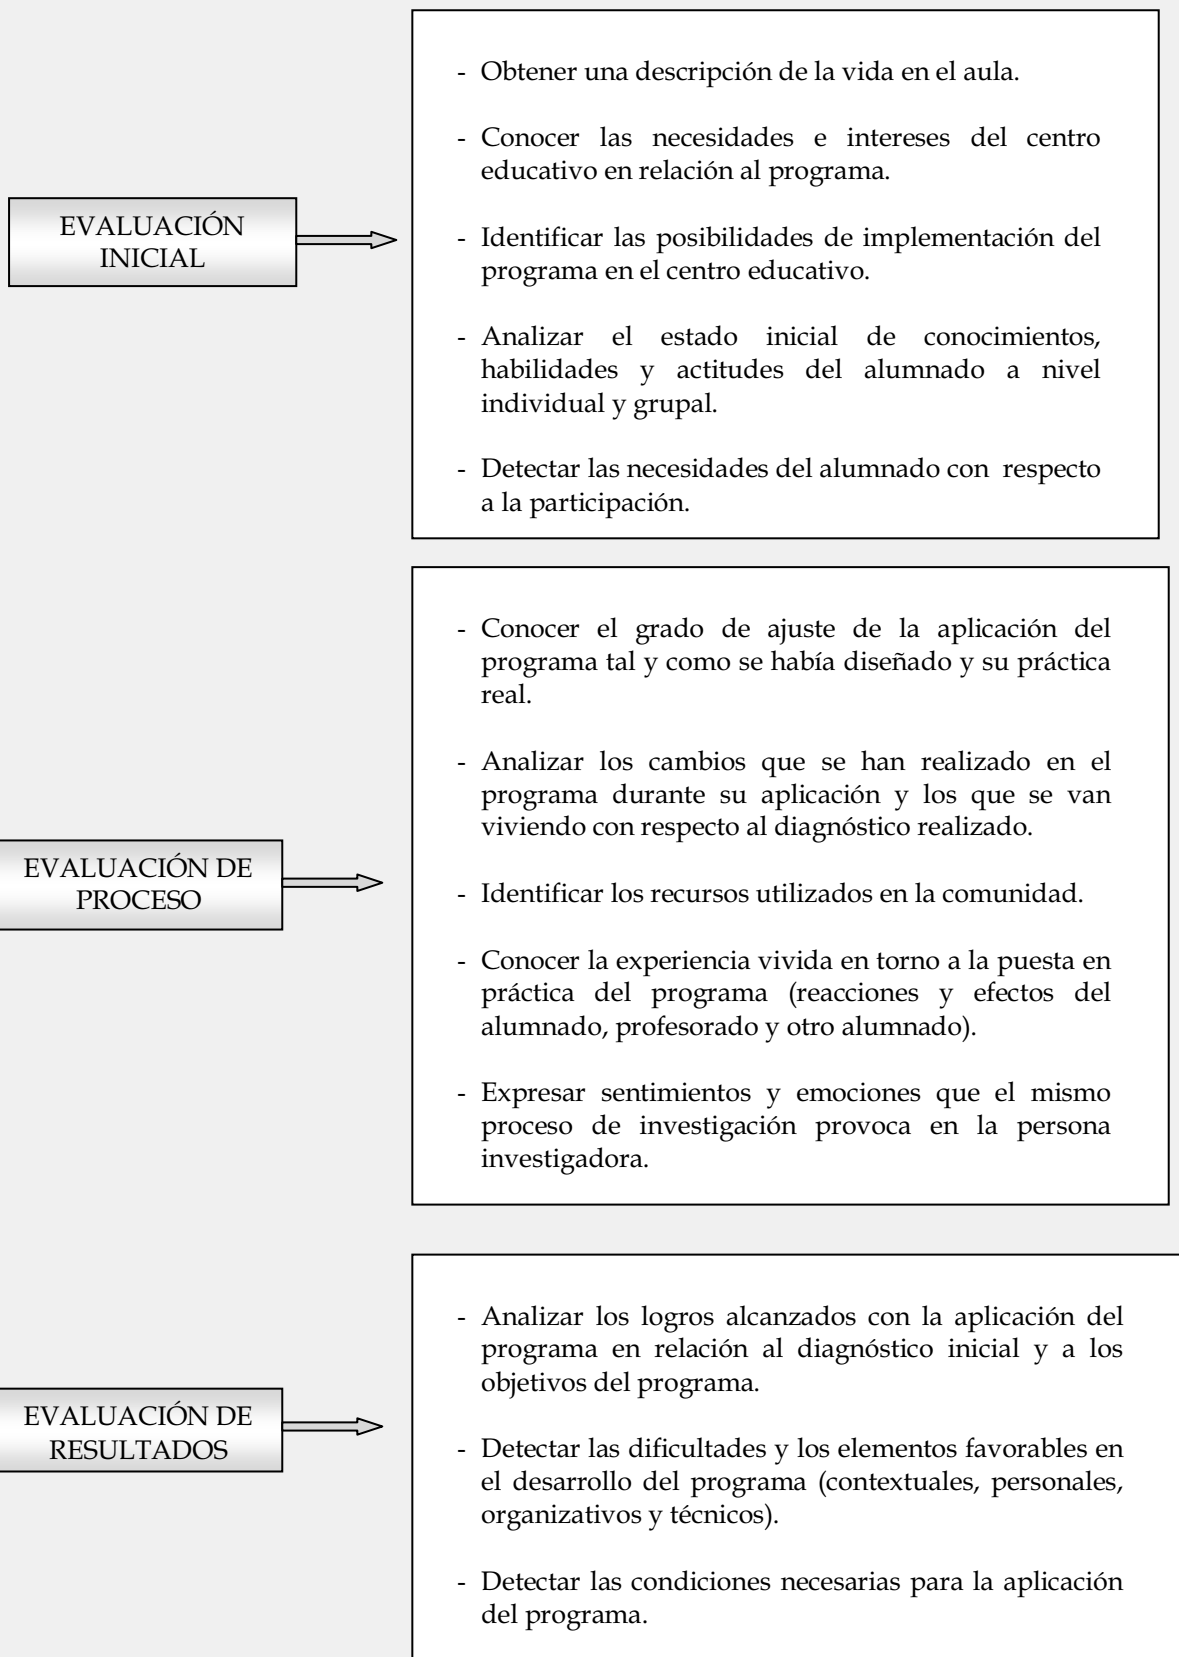 - Obtener una descripción de la vida en el aula.
- Conocer las necesidades e intereses del centro
educativo en relación al programa.
EVALUACIÓN
INICIAL
- Identificar las posibilidades de implementación del
programa en el centro educativo.
- Analizar el estado inicial de conocimientos,
habilidades y actitudes del alumnado a nivel
individual y grupal.
- Detectar las necesidades del alumnado con respecto
a la participación.
- Conocer el grado de ajuste de la aplicación del
programa tal y como se había diseñado y su práctica
real.
- Analizar los cambios que se han realizado en el
programa durante su aplicación y los que se van
viviendo con respecto al diagnóstico realizado.
EVALUACIÓN DE
PROCESO
- Identificar los recursos utilizados en la comunidad.
- Conocer la experiencia vivida en torno a la puesta en
práctica del programa (reacciones y efectos del
alumnado, profesorado y otro alumnado).
- Expresar sentimientos y emociones que el mismo
proceso de investigación provoca en la persona
investigadora.
- Analizar los logros alcanzados con la aplicación del
programa en relación al diagnóstico inicial y a los
objetivos del programa.
EVALUACIÓN DE
RESULTADOS
- Detectar las dificultades y los elementos favorables en
el desarrollo del programa (contextuales, personales,
organizativos y técnicos).
- Detectar las condiciones necesarias para la aplicación
del programa.